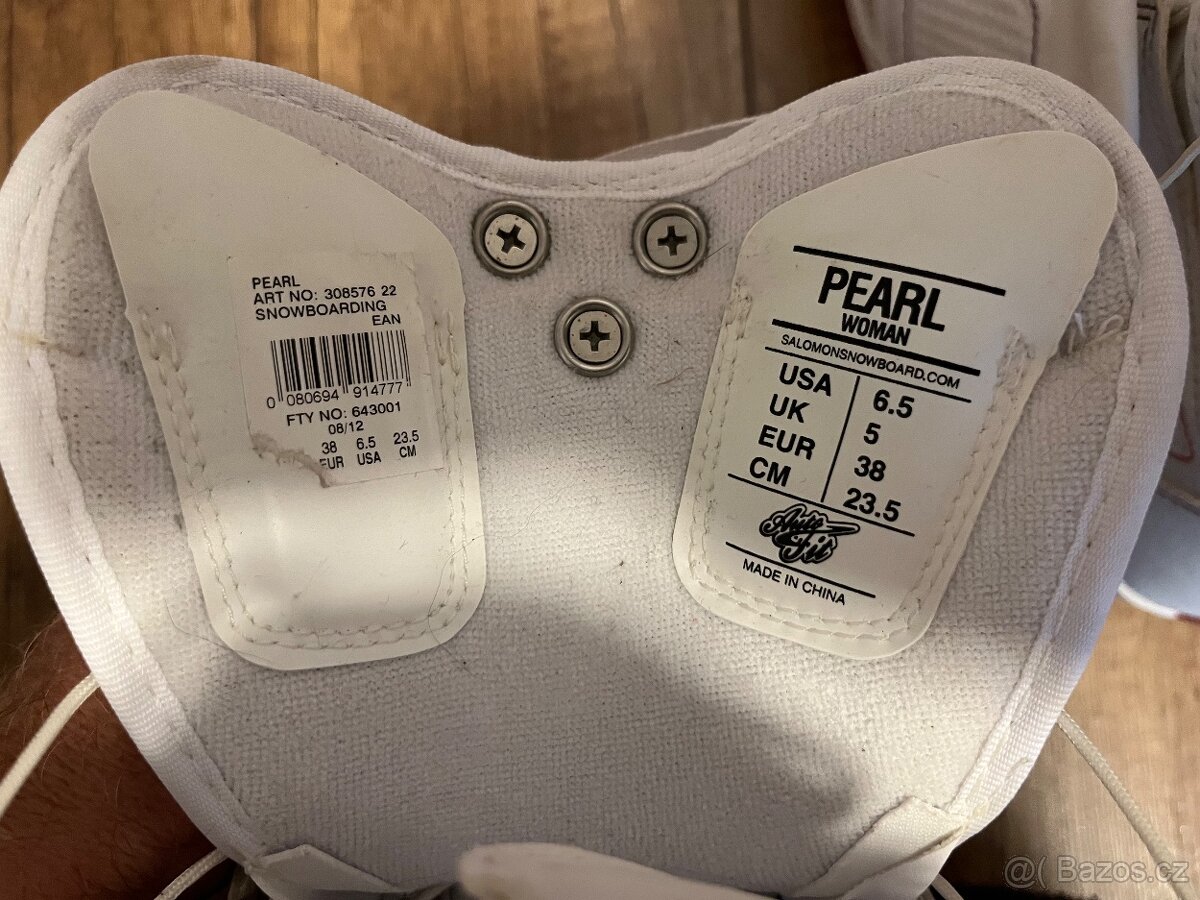 PEARL
ART NO: 308576 22
SNOWBOARDING
EAN
0 080694 914777
FTY NO: 643001
08/12
38 6.5 23.5
EUR USA CM
PEARL
WOMAN
SALOMONSNOWBOARD.COM
USA 6.5
UK 5
EUR 38
CM 23.5
Auto
Fit
MADE IN CHINA
@( Bazos.cz